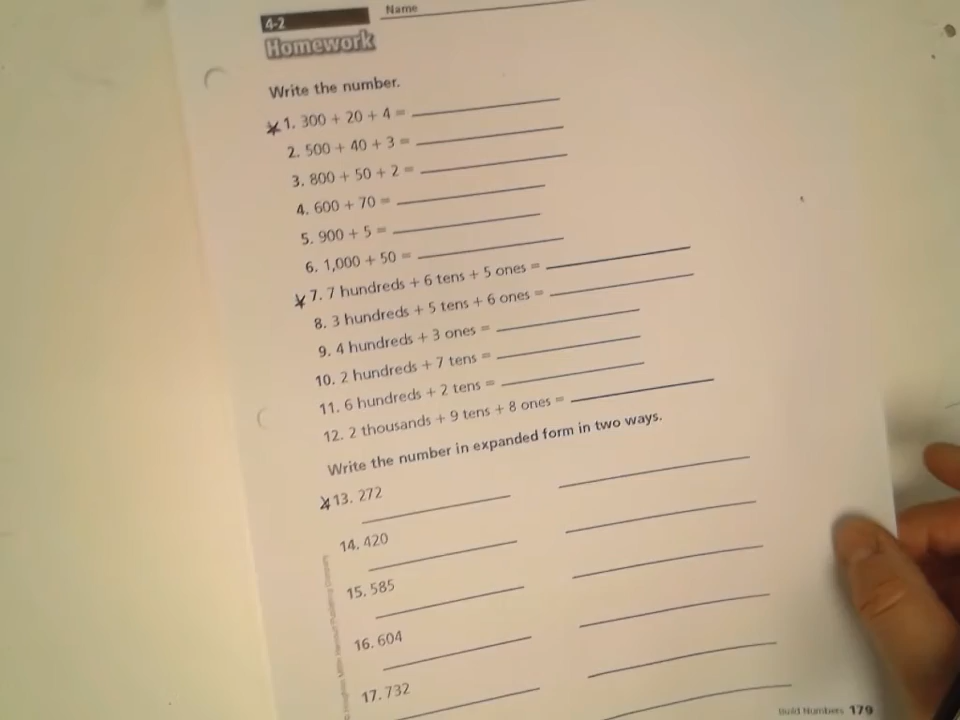 4-2
Name
Homework
Write the number.
1. 300 + 20 + 4 =
2. 500 + 40 + 3 =
3. 800 + 50 + 2 =
4. 600 + 70 =
5. 900 + 5 =
6. 1,000 + 50 =
7. 7 hundreds + 6 tens + 5 ones =
8. 3 hundreds + 5 tens + 6 ones =
9. 4 hundreds + 3 ones =
10. 2 hundreds + 7 tens =
11. 6 hundreds + 2 tens =
12. 2 thousands + 9 tens + 8 ones =
Write the number in expanded form in two ways.
13. 272
14. 420
15. 585
16. 604
17. 732
Build Numbers 179